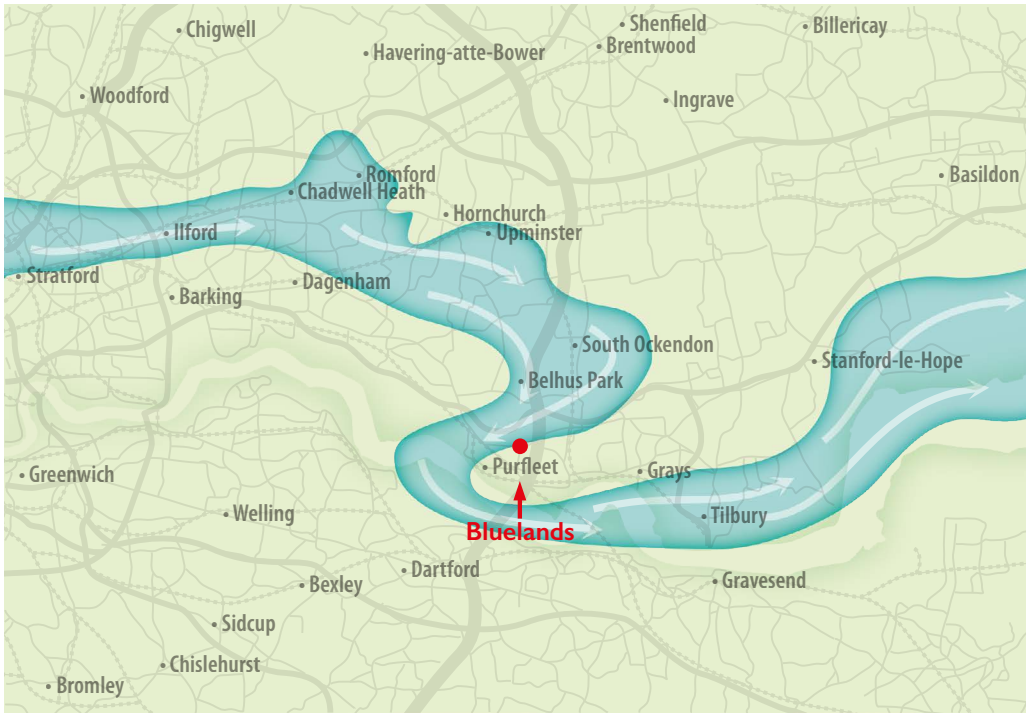 Chigwell
Shenfield
Billericay
Brentwood
Havering-atte-Bower
Woodford
Ingrave
Romford
Basildon
Chadwell Heath
Hornchurch
Ilford
Upminster
Stratford
Dagenham
Barking
South Ockendon
Stanford-le-Hope
Belhus Park
Greenwich
Purfleet
Grays
Welling
Tilbury
Bluelands
Dartford
Gravesend
Bexley
Sidcup
Chislehurst
Bromley